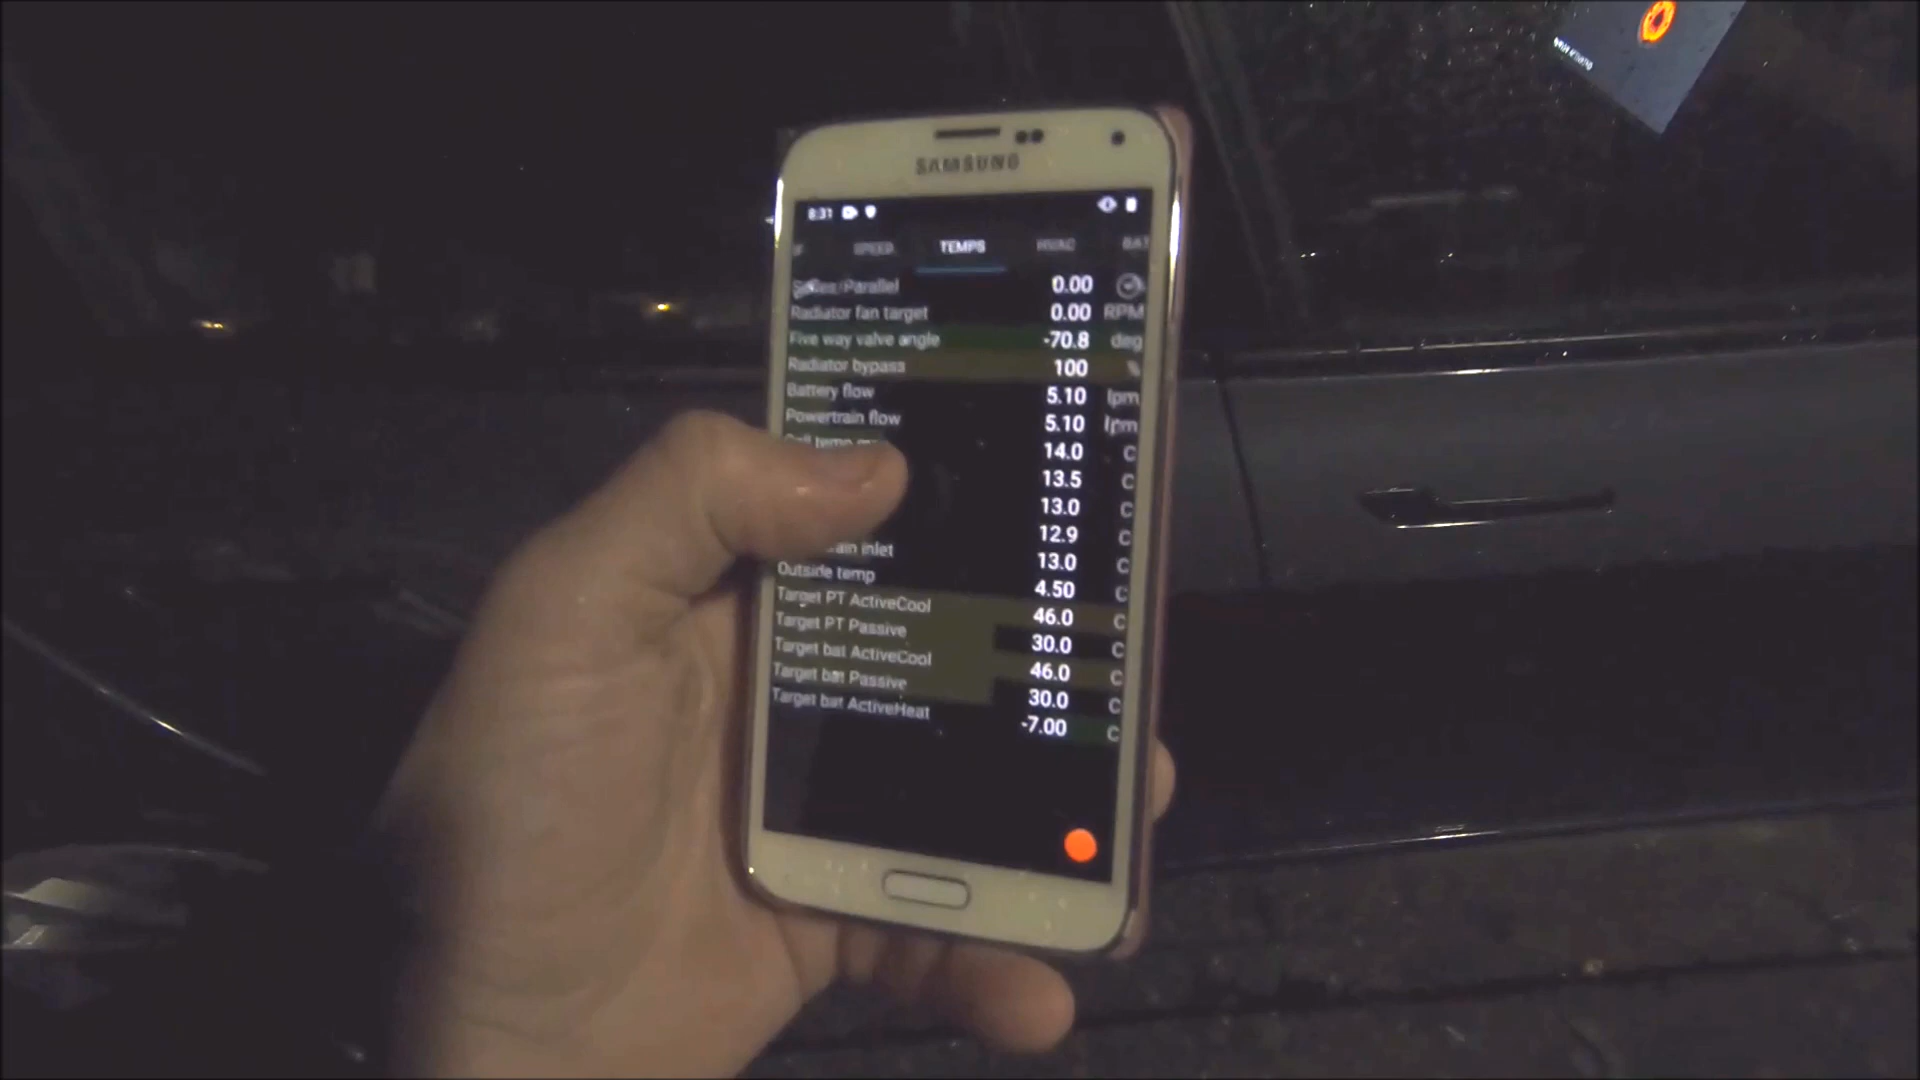 SAMSUNG
8:31
SPEED TEMPS HVAC BAT
Series/Parallel 0.00
Radiator fan target 0.00 RPM
Five way valve angle -70.8 deg
Radiator bypass 100 %
Battery flow 5.10 lpm
Powertrain flow 5.10 lpm
Cell temp 14.0 C
13.5 C
13.0 C
12.9 C
ain inlet 13.0 C
Outside temp 4.50 C
Target PT ActiveCool 46.0 C
Target PT Passive 30.0 C
Target bat ActiveCool 46.0 C
Target bat Passive 30.0 C
Target bat ActiveHeat -7.00 C